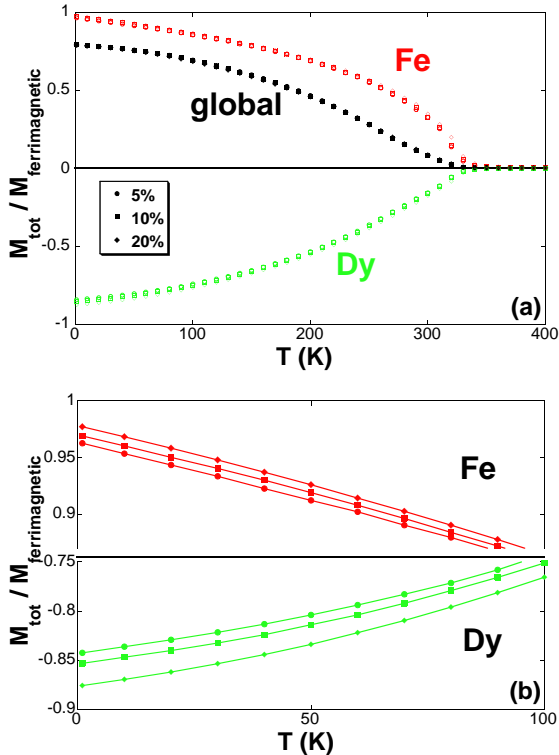 1
0.5
0
-0.5
-1
M_tot / M_ferrimagnetic
Fe
global
5%
10%
20%
Dy
(a)
0 100 200 300 400
T (K)
1
0.95
0.9
-0.75
-0.8
-0.85
-0.9
M_tot / M_ferrimagnetic
Fe
Dy
(b)
0 50 100
T (K)